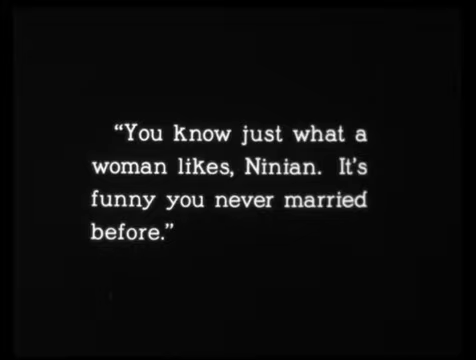 “You know just what a
woman likes, Ninian. It's
funny you never married
before.”